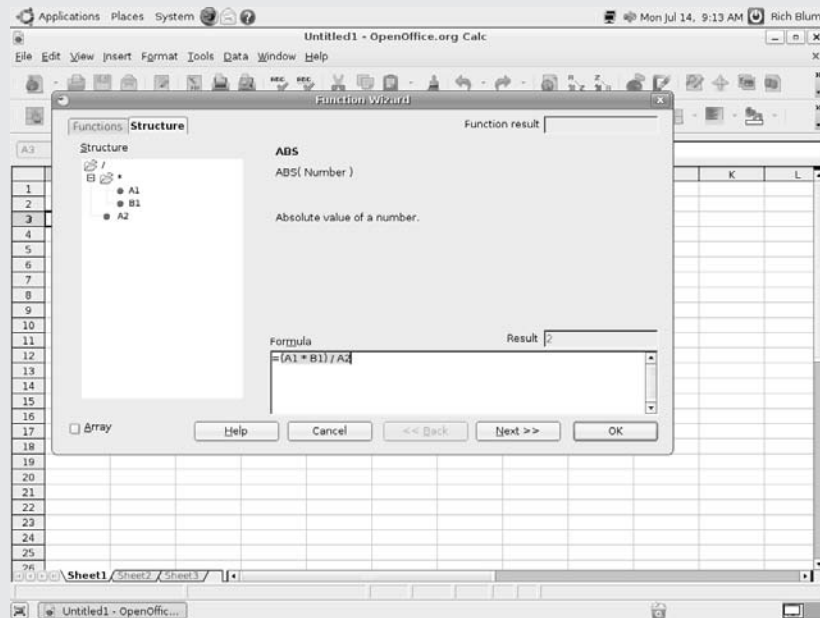 Applications Places System
Mon Jul 14, 9:13 AM Rich Blum
Untitled1 - OpenOffice.org Calc
File Edit View Insert Format Tools Data Window Help
Function Wizard
Functions Structure
Function result
Structure
/
*
A1
B1
A2
ABS
ABS( Number )
Absolute value of a number.
Formula
Result 2
=(A1 * B1) / A2
Array
Help
Cancel
<< Back
Next >>
OK
A3
K L
1
2
3
4
5
6
7
8
9
10
11
12
13
14
15
16
17
18
19
20
21
22
23
24
25
26
Sheet1 Sheet2 Sheet3
Untitled1 - OpenOffic...